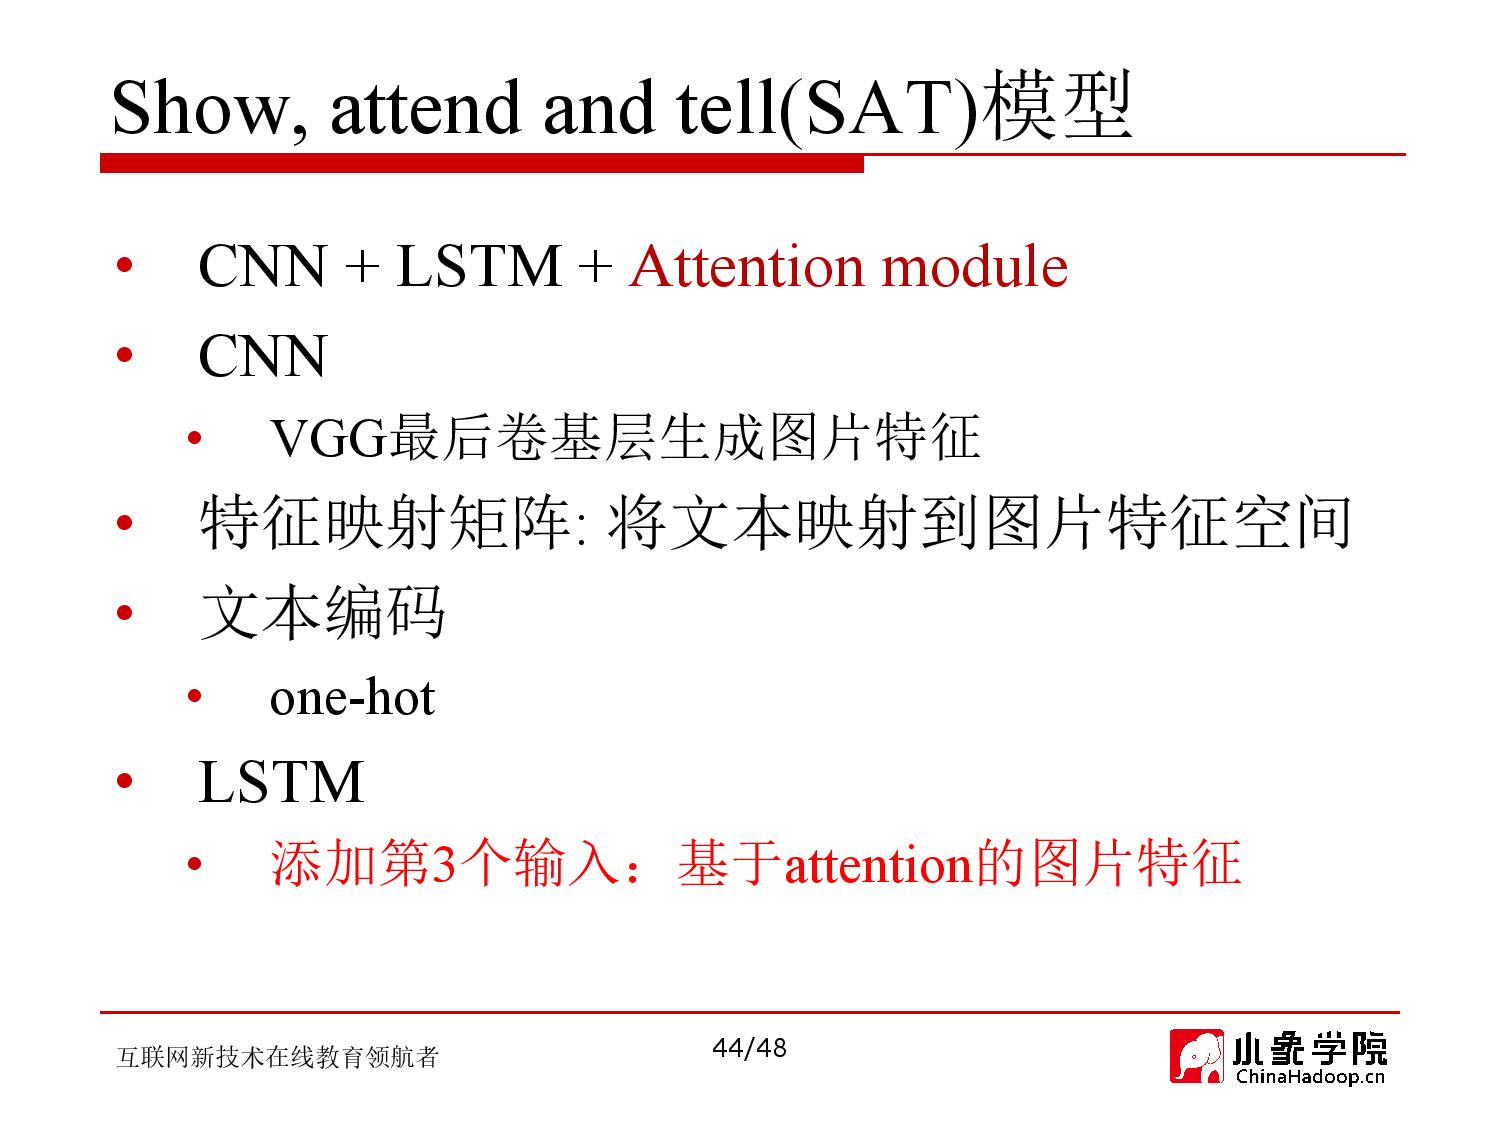 Show, attend and tell(SAT)模型
• CNN + LSTM + Attention module
• CNN
• VGG最后卷基层生成图片特征
• 特征映射矩阵: 将文本映射到图片特征空间
• 文本编码
• one-hot
• LSTM
• 添加第3个输入：基于attention的图片特征
互联网新技术在线教育领航者
44/48
小象学院
ChinaHadoop.cn